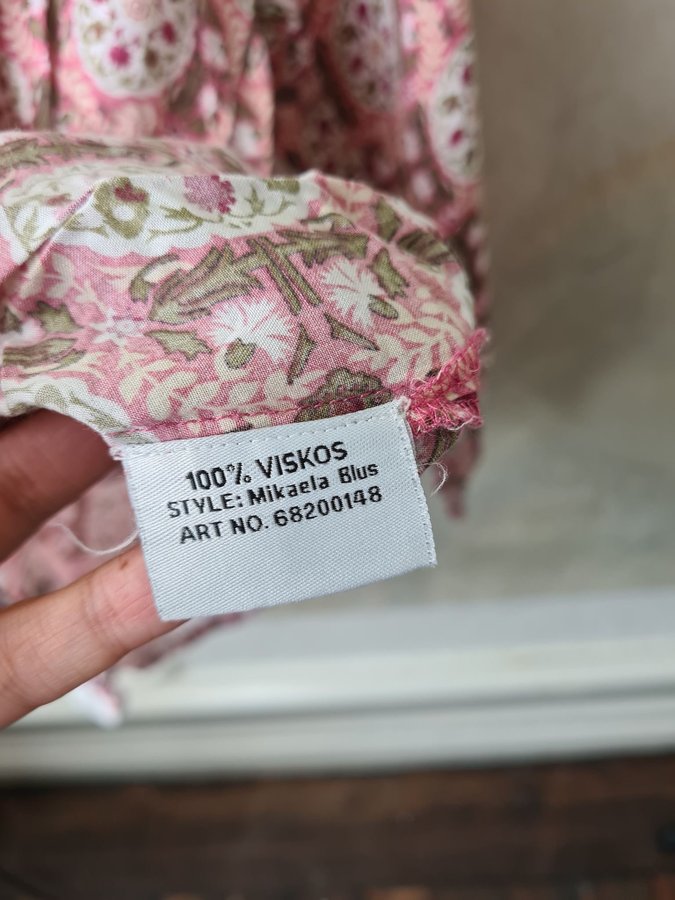 100% VISKOS
STYLE: Mikaela Blus
ART NO. 68200148